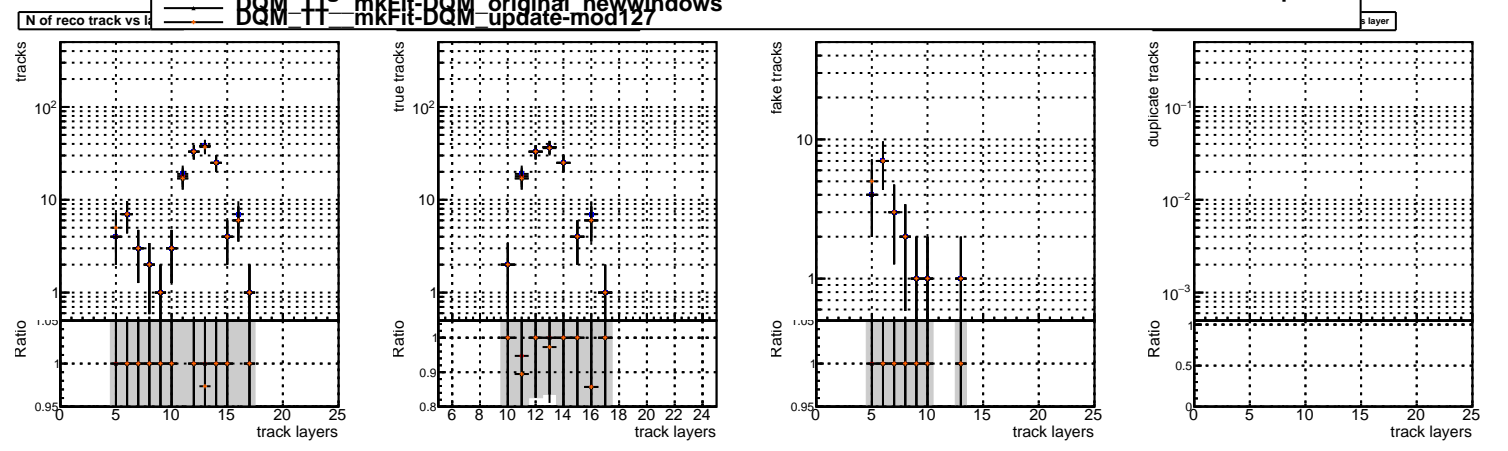 DQM_TT__mkFit-DQM_original_newwindows
DQM_TT__mkFit-DQM_update-mod127
N of reco track vs la
s layer
tracks
10²
10
1
1.05
Ratio
1
0.95
0 5 10 15 20 25
track layers
true tracks
10²
10
1
Ratio
1
0.9
0.8
6 8 10 12 14 16 18 20 22 24
track layers
fake tracks
10
1
1.05
Ratio
1
0.95
0 5 10 15 20 25
track layers
duplicate tracks
10⁻¹
10⁻²
10⁻³
Ratio
1
0.5
0
0 5 10 15 20 25
track layers